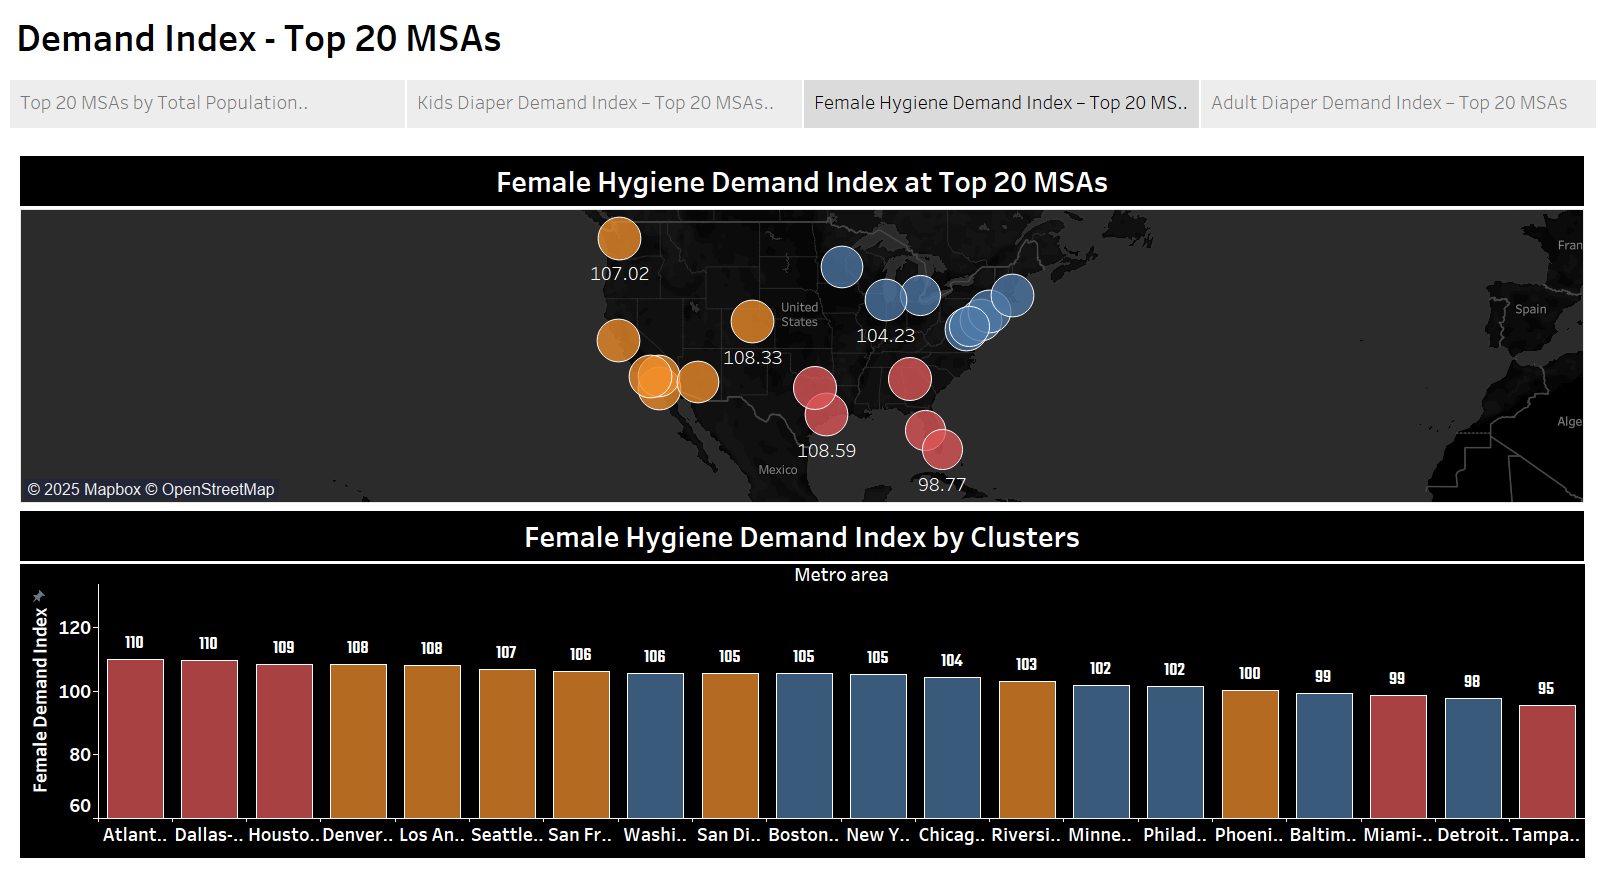 Demand Index - Top 20 MSAs
Top 20 MSAs by Total Population..
Kids Diaper Demand Index – Top 20 MSAs..
Female Hygiene Demand Index – Top 20 MS..
Adult Diaper Demand Index – Top 20 MSAs
Female Hygiene Demand Index at Top 20 MSAs
Fran
107.02
United
States
Spain
104.23
108.33
Alge
108.59
Mexico
98.77
© 2025 Mapbox © OpenStreetMap
Female Hygiene Demand Index by Clusters
Metro area
Female Demand Index
120
100
80
60
110
110
109
108
108
107
106
106
105
105
105
104
103
102
102
100
99
99
98
95
Atlant..
Dallas-..
Housto..
Denver..
Los An..
Seattle..
San Fr..
Washi..
San Di..
Boston..
New Y..
Chicag..
Riversi..
Minne..
Philad..
Phoeni..
Baltim..
Miami-..
Detroit..
Tampa..